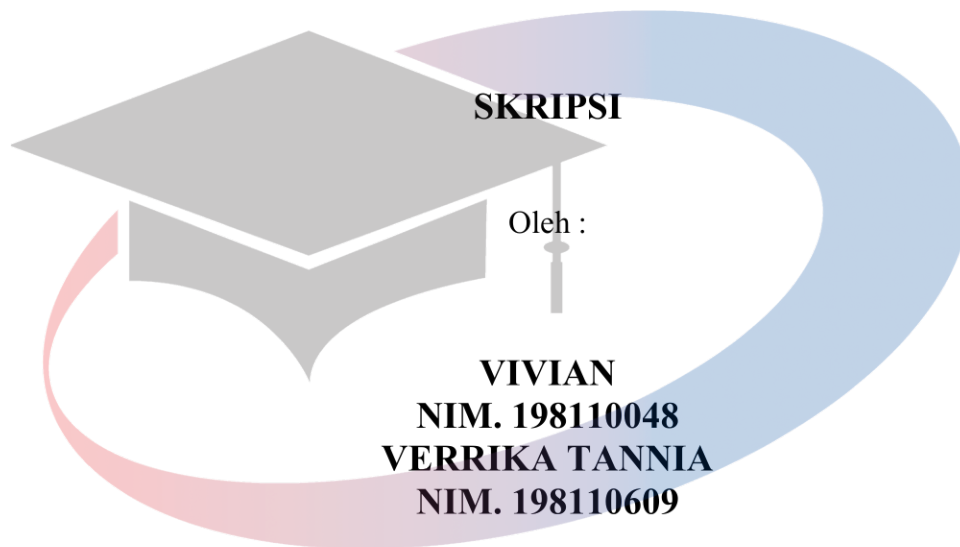 SKRIPSI
Oleh :
VIVIAN
NIM. 198110048
VERRIKA TANNIA
NIM. 198110609